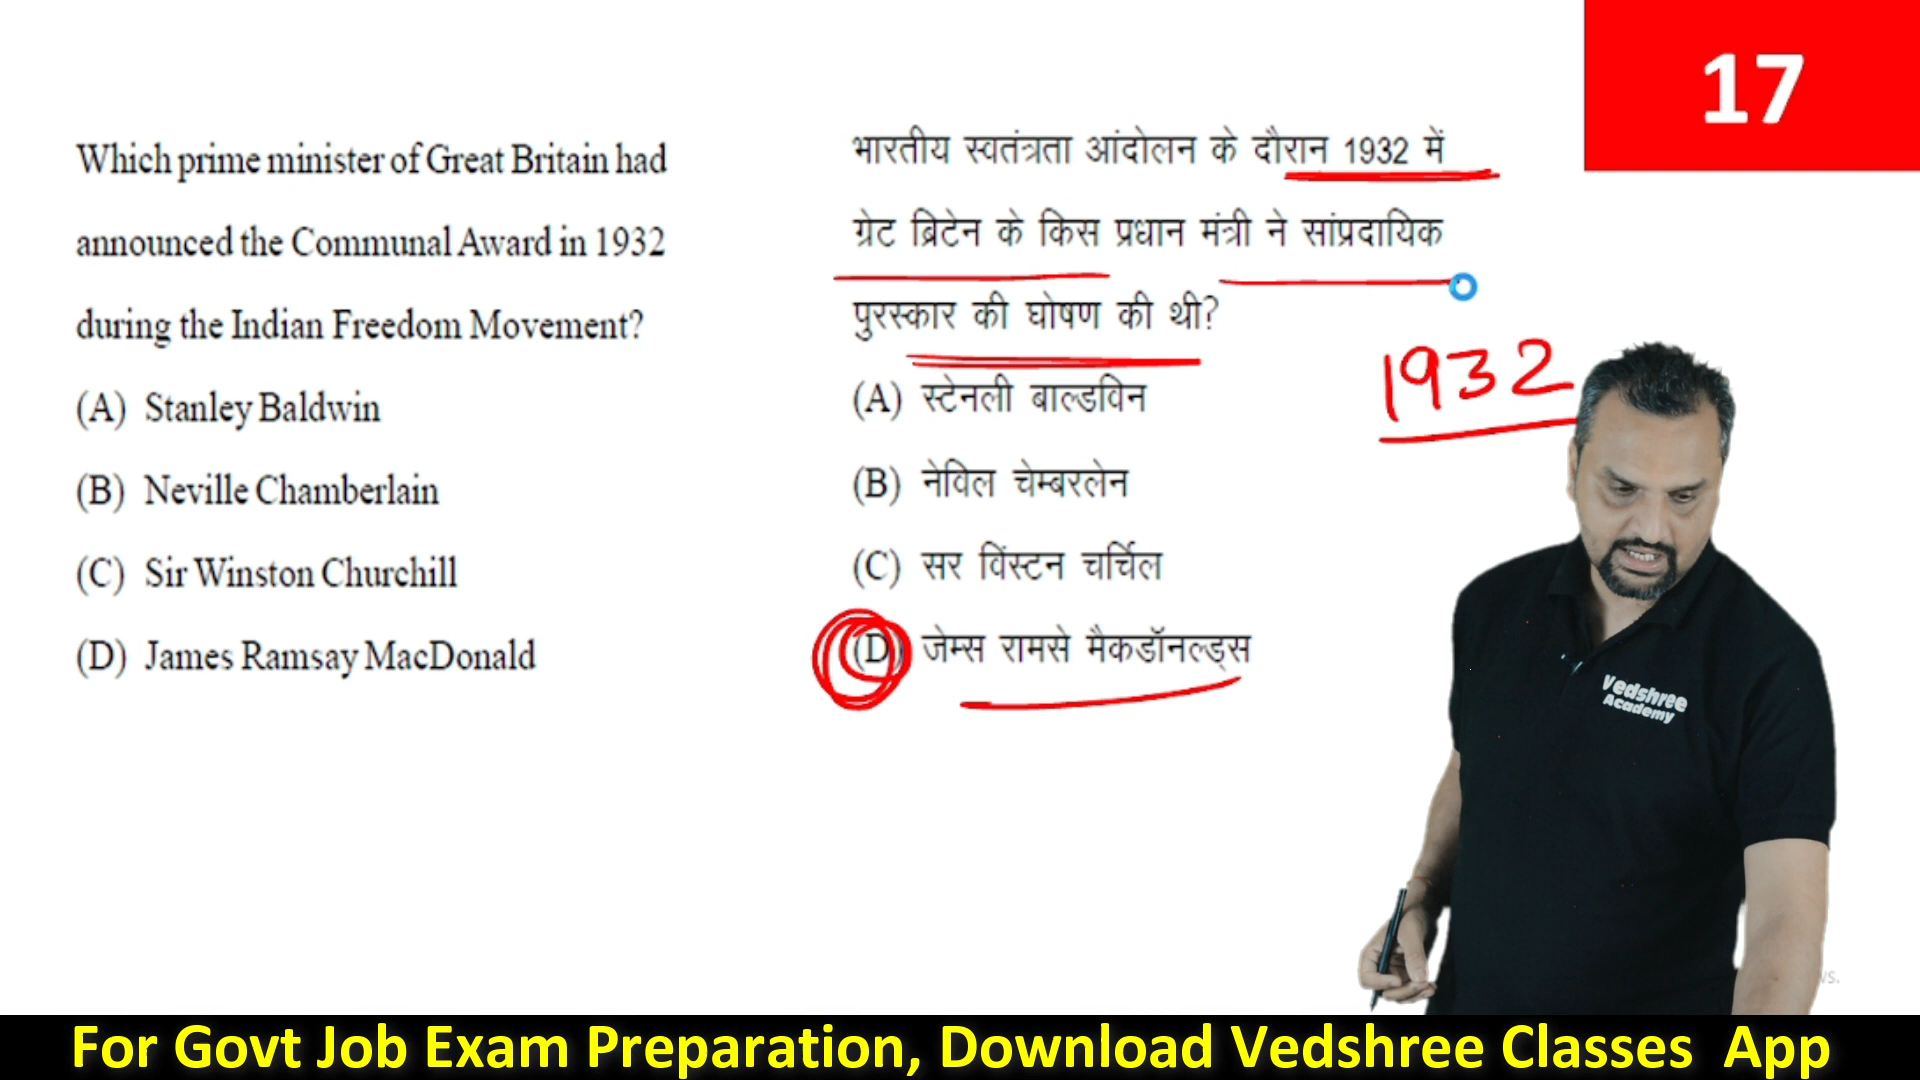 17
Which prime minister of Great Britain had
announced the Communal Award in 1932
during the Indian Freedom Movement?
(A) Stanley Baldwin
(B) Neville Chamberlain
(C) Sir Winston Churchill
(D) James Ramsay MacDonald
भारतीय स्वतंत्रता आंदोलन के दौरान 1932 में
ग्रेट ब्रिटेन के किस प्रधान मंत्री ने सांप्रदायिक
पुरस्कार की घोषण की थी?
(A) स्टेनली बाल्डविन
(B) नेविल चेम्बरलेन
(C) सर विंस्टन चर्चिल
(D) जेम्स रामसे मैकडॉनल्ड्स
1932
Vedshree
Academy
For Govt Job Exam Preparation, Download Vedshree Classes App